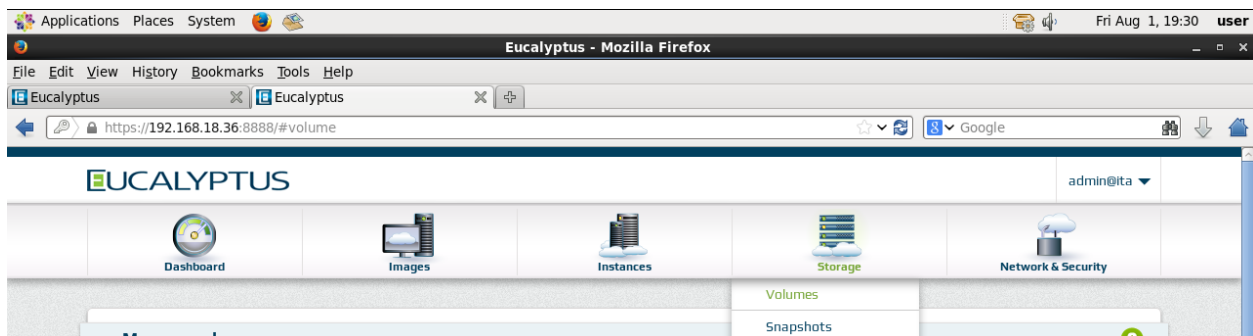 Applications Places System Fri Aug 1, 19:30 user
Eucalyptus - Mozilla Firefox
File Edit View History Bookmarks Tools Help
Eucalyptus Eucalyptus
https://192.168.18.36:8888/#volume 8 Google
EUCALYPTUS admin@ita
Dashboard Images Instances Storage Network & Security
Volumes
Snapshots